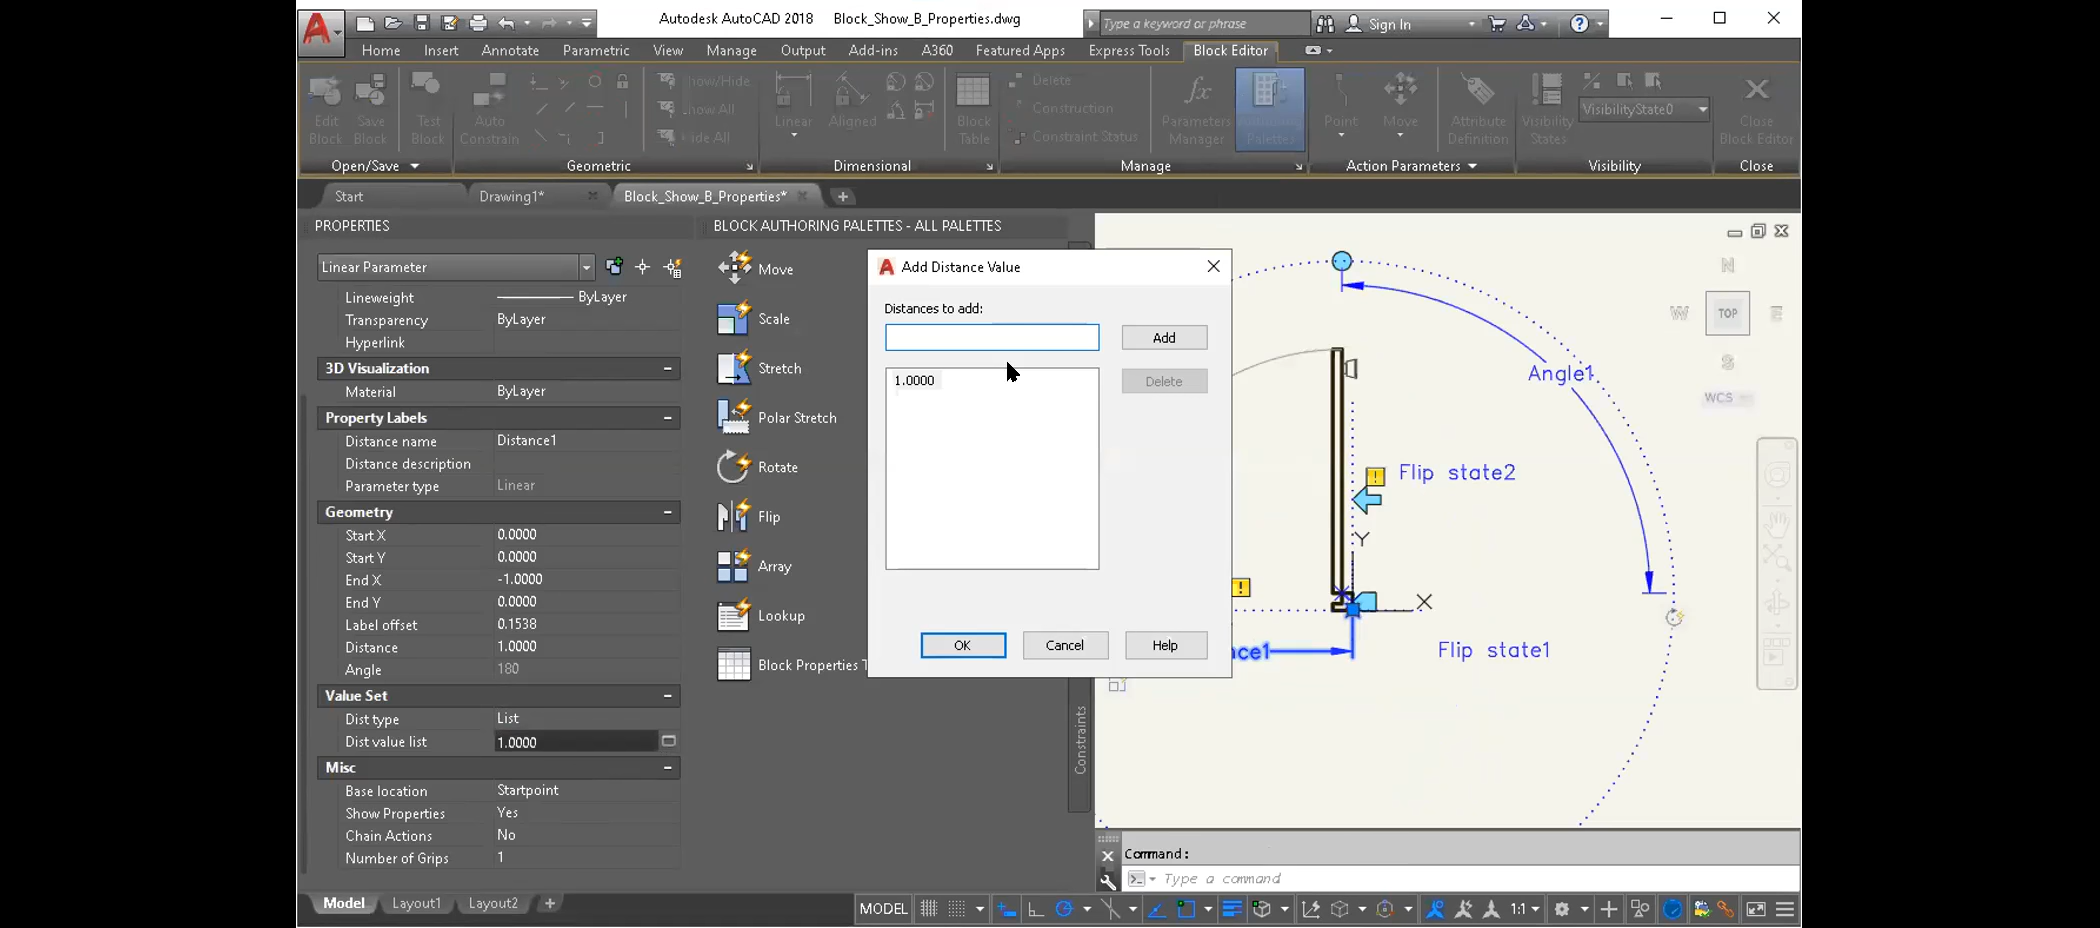 Autodesk AutoCAD 2018 Block_Show_B_Properties.dwg
Type a keyword or phrase
Sign In
Home Insert Annotate Parametric View Manage Output Add-ins A360 Featured Apps Express Tools Block Editor
Edit Block
Save Block
Test Block
Auto Constrain
Show All
Linear
Aligned
Block Table
Delete
Construction
Constraint Status
Parameters Manager
Palettes
Point
Move
Attribute Definition
Visibility States
VisibilityState0
Close Block Editor
Open/Save Geometric Dimensional Manage Action Parameters Visibility Close
Start Drawing1* Block_Show_B_Properties*
PROPERTIES
Linear Parameter
Lineweight ByLayer
Transparency ByLayer
Hyperlink
3D Visualization
Material ByLayer
Property Labels
Distance name Distance1
Distance description
Parameter type Linear
Geometry
Start X 0.0000
Start Y 0.0000
End X -1.0000
End Y 0.0000
Label offset 0.1538
Distance 1.0000
Angle 180
Value Set
Dist type List
Dist value list 1.0000
Misc
Base location Startpoint
Show Properties Yes
Chain Actions No
Number of Grips 1
BLOCK AUTHORING PALETTES - ALL PALETTES
Move
Scale
Stretch
Polar Stretch
Rotate
Flip
Array
Lookup
Block Properties T
Constraints
Add Distance Value
Distances to add:
Add
1.0000
Delete
OK Cancel Help
N
W TOP E
S
WCS
Angle1
Flip state2
Y
X
nce1
Flip state1
Command:
Type a command
Model Layout1 Layout2
MODEL 1:1